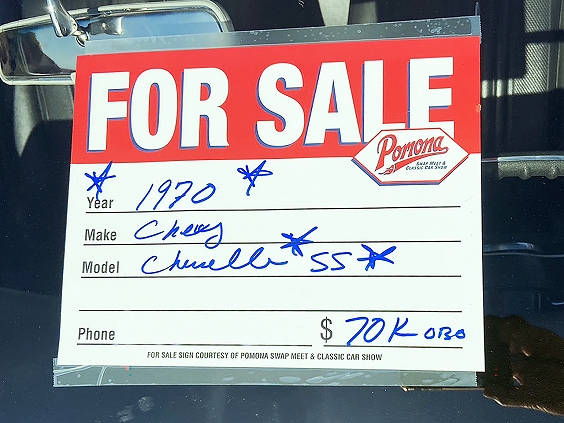 FOR SALE
Pomona
SWAP MEET &
CLASSIC CAR SHOW
Year 1970
Make Chevy
Model Chevelle SS
Phone $ 70K OBO
FOR SALE SIGN COURTESY OF POMONA SWAP MEET & CLASSIC CAR SHOW